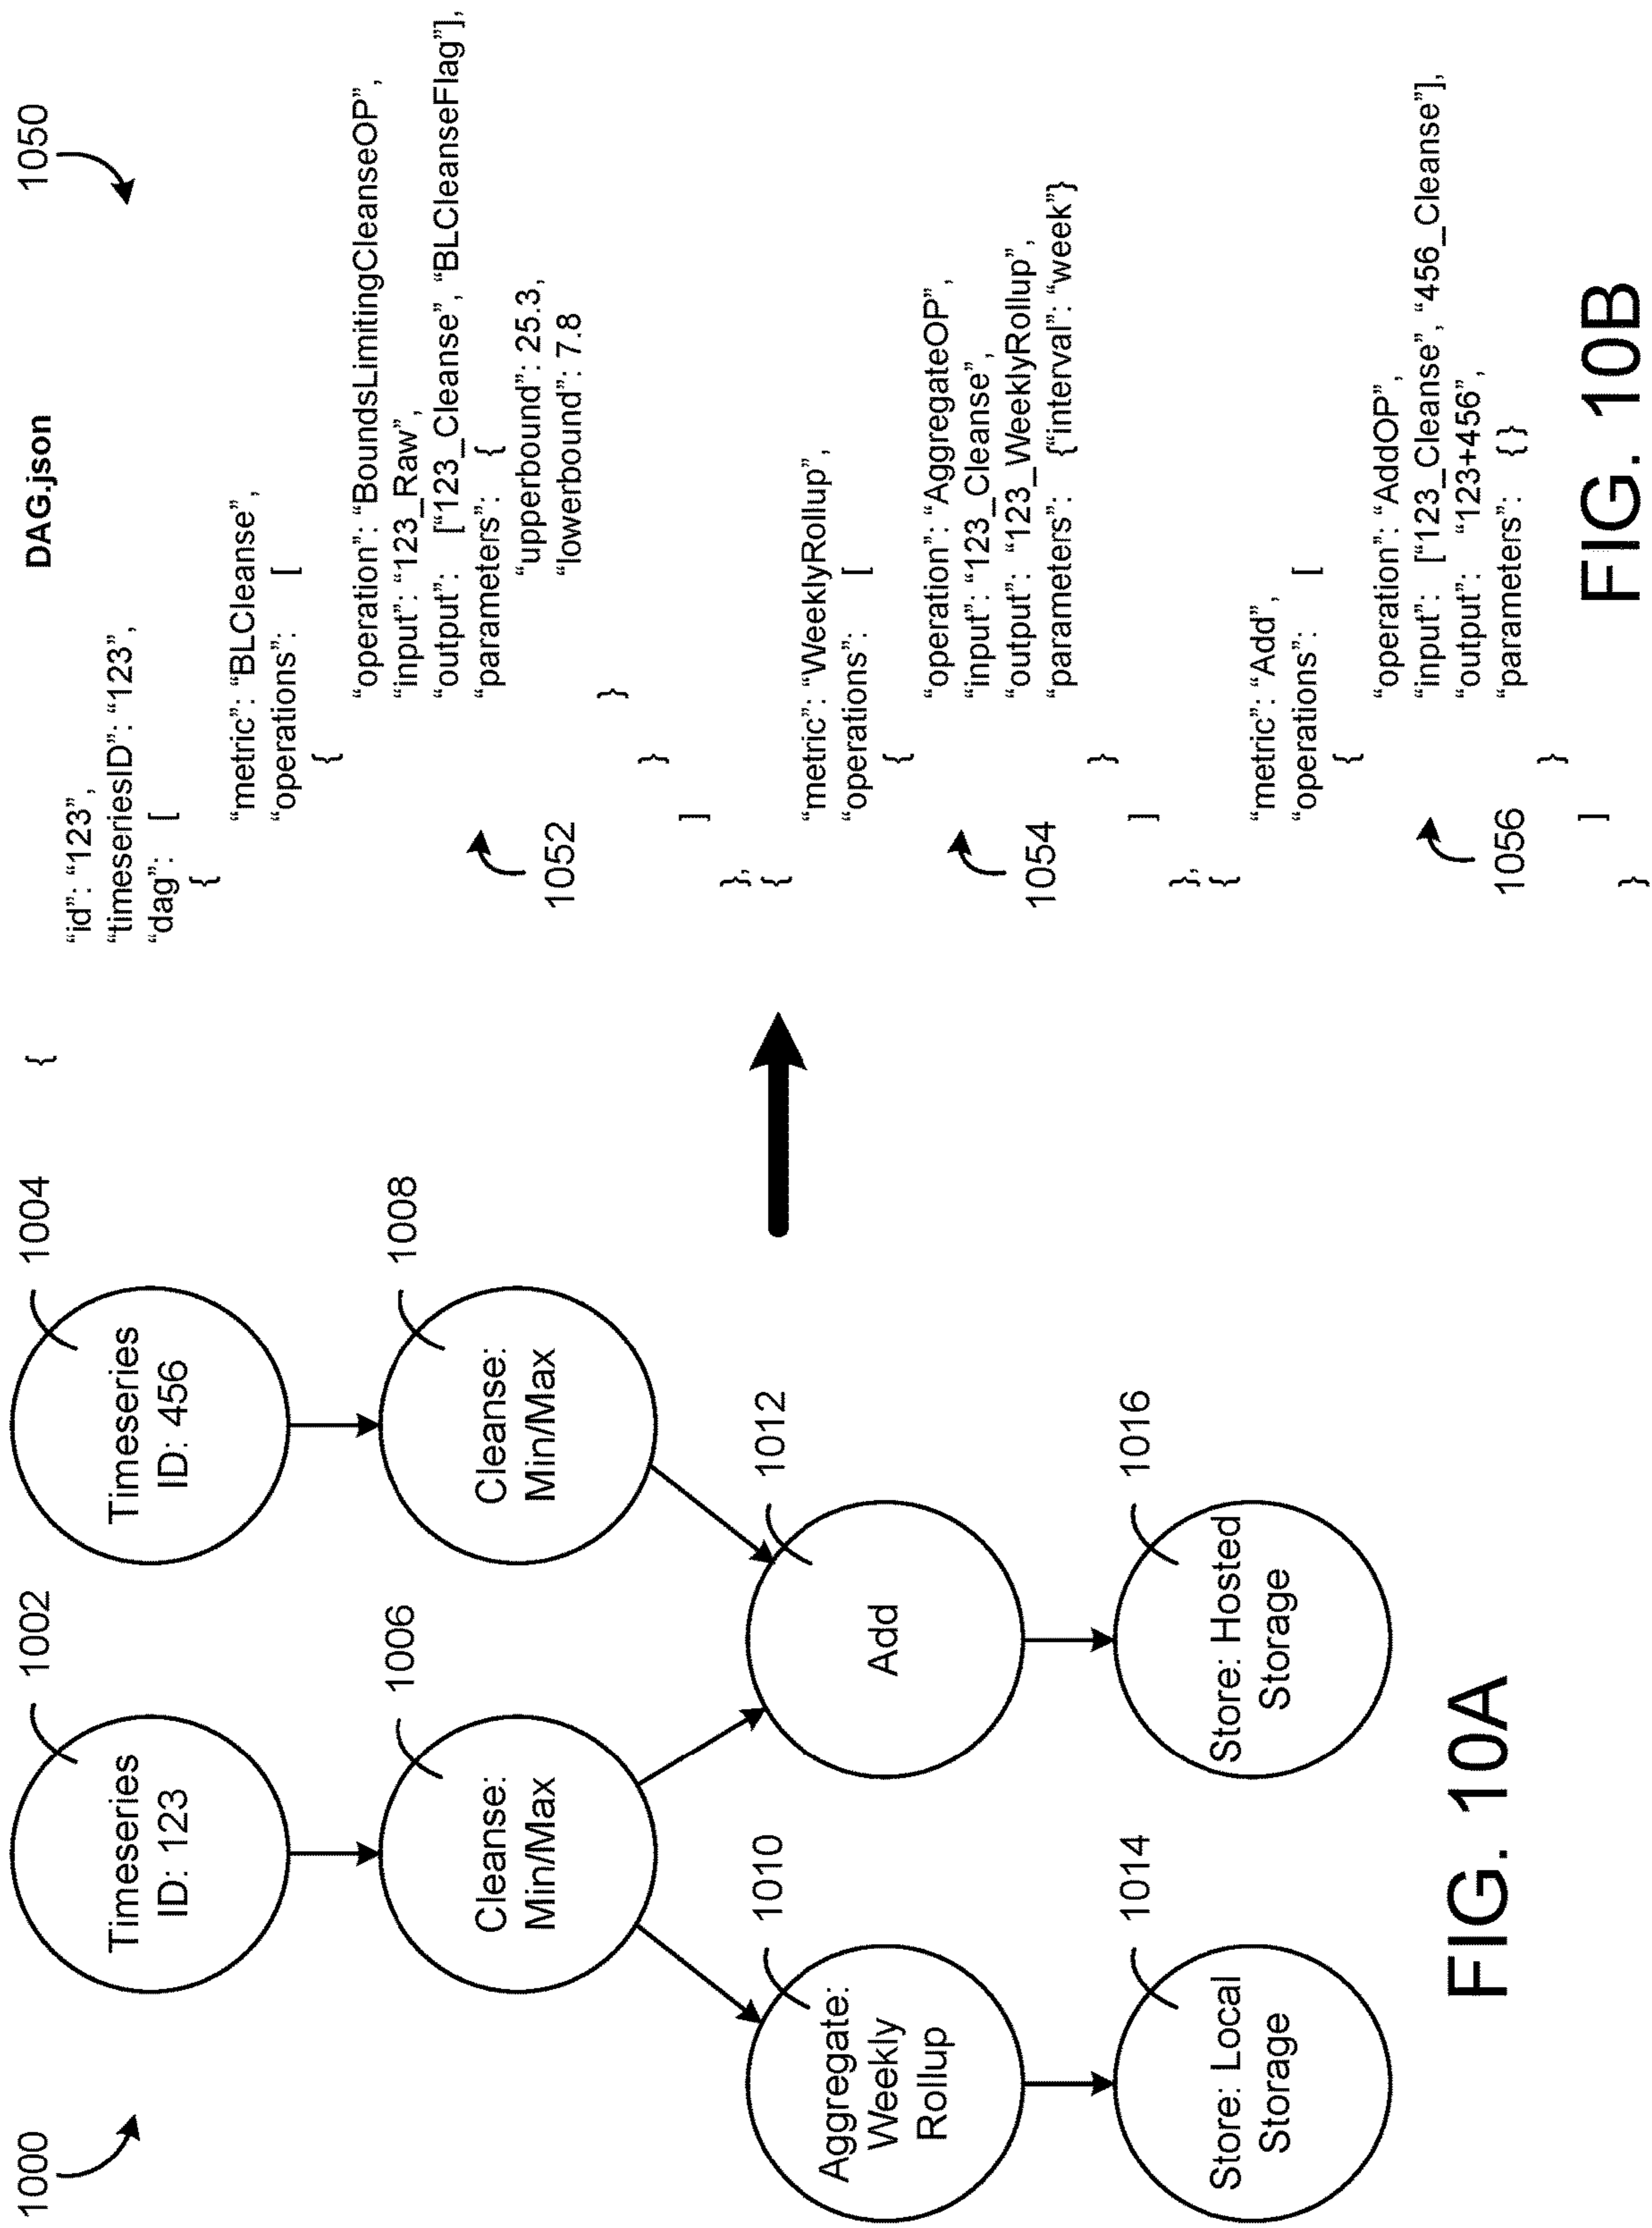 1000
1002
1004
Timeseries
ID: 123
Timeseries
ID: 456
1006
1008
Cleanse:
Min/Max
Cleanse:
Min/Max
1010
1012
Aggregate:
Weekly
Rollup
Add
1014
1016
Store: Local
Storage
Store: Hosted
Storage
FIG. 10A
DAG.json
1050
{
“id”: “123”,
“timeseriesID”: “123”,
“dag”: [
{
“metric”: “BLCleanse”,
“operations”: [
{
“operation”: “BoundsLimitingCleanseOP”,
“input”: “123_Raw”,
“output”: [“123_Cleanse”, “BLCleanseFlag”],
“parameters”: {
“upperbound”: 25.3,
“lowerbound”: 7.8
}
}
]
1052
},
{
“metric”: “WeeklyRollup”,
“operations”: [
{
“operation”: “AggregateOP”,
“input”: “123_Cleanse”,
“output”: “123_WeeklyRollup”,
“parameters”: {“interval”: “week”}
}
]
1054
},
{
“metric”: “Add”,
“operations”: [
{
“operation”: “AddOP”,
“input”: [“123_Cleanse”, “456_Cleanse”],
“output”: “123+456”,
“parameters”: { }
}
]
1056
}
FIG. 10B